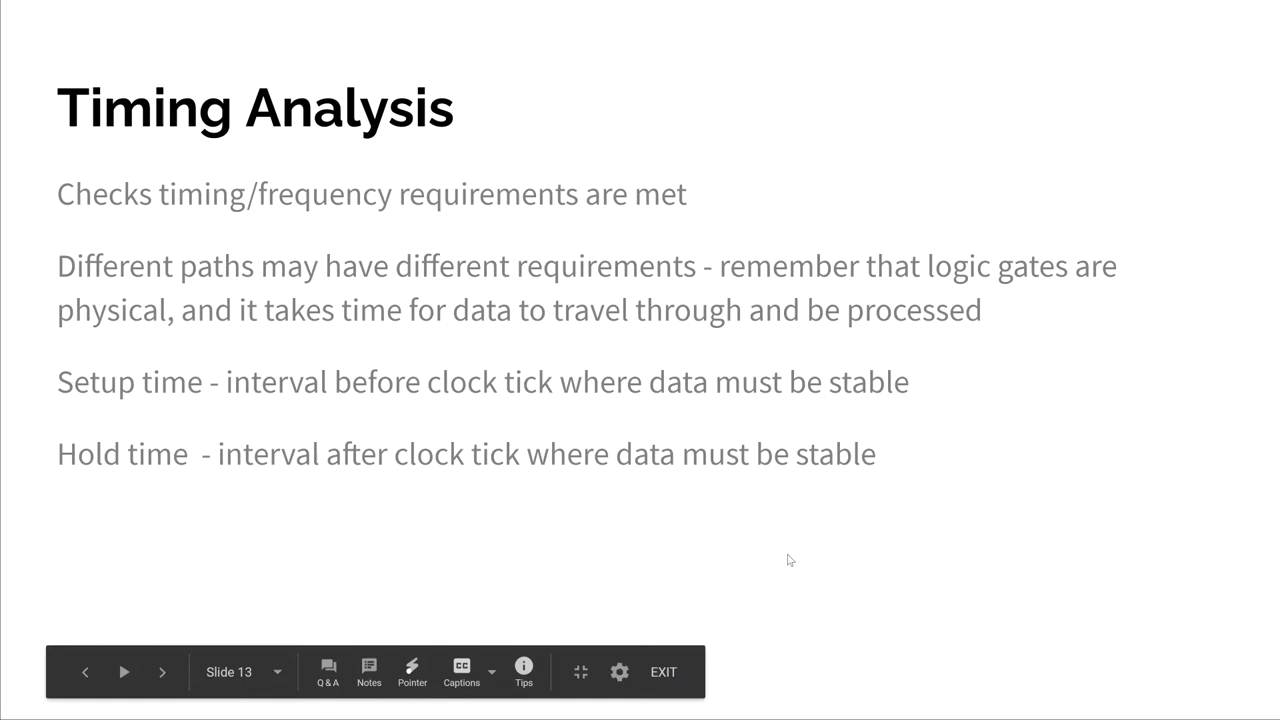 Timing Analysis
Checks timing/frequency requirements are met
Different paths may have different requirements - remember that logic gates are
physical, and it takes time for data to travel through and be processed
Setup time - interval before clock tick where data must be stable
Hold time  - interval after clock tick where data must be stable
Slide 13
Q & A
Notes
Pointer
CC
Captions
Tips
EXIT